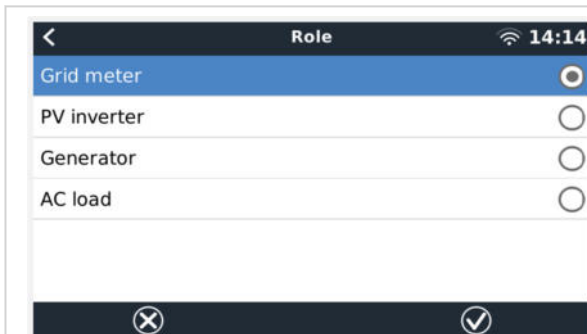 Role 14:14
Grid meter
PV inverter
Generator
AC load